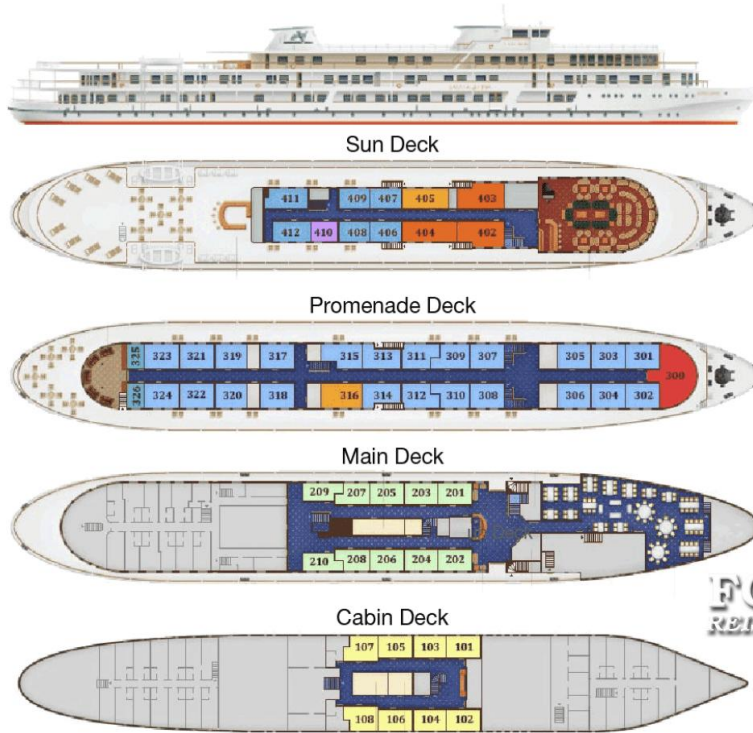 Sun Deck
411 409 407 405 403
412 410 408 406 404 402
Promenade Deck
325 323 321 319 317 315 313 311 309 307 305 303 301
300
326 324 322 320 318 316 314 312 310 308 306 304 302
Main Deck
209 207 205 203 201
210 208 206 204 202
Cabin Deck
107 105 103 101
108 106 104 102